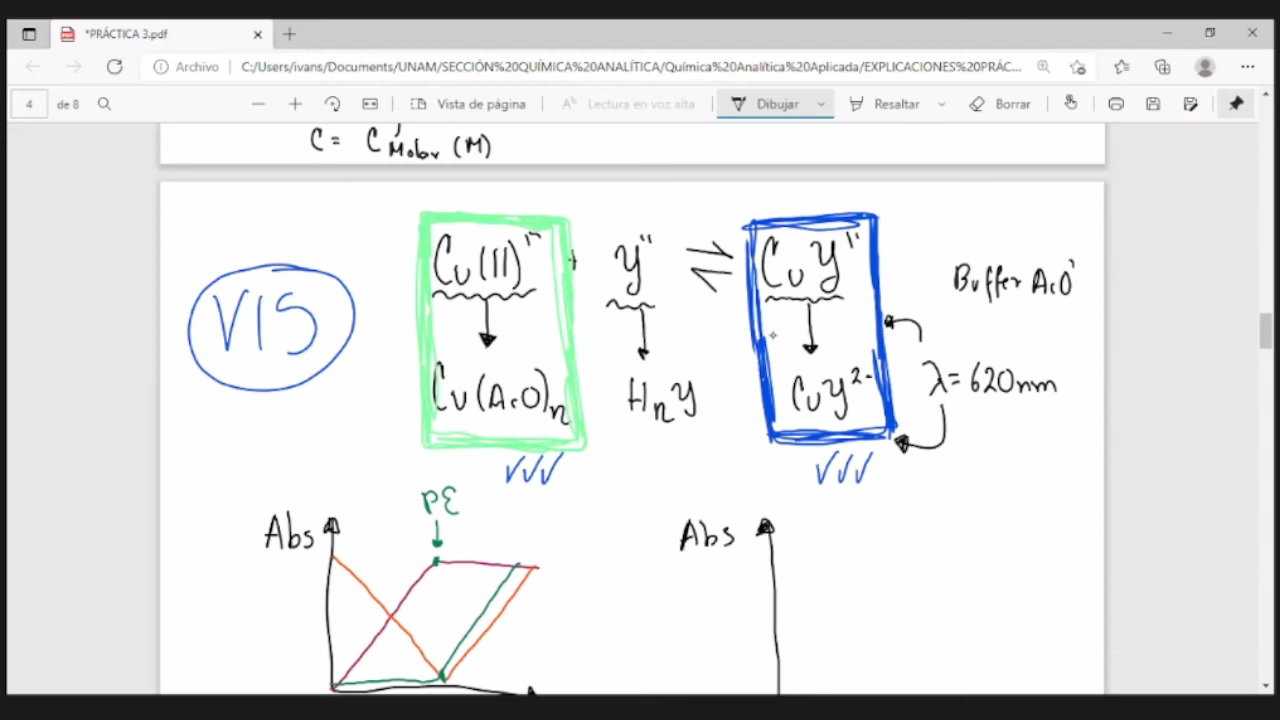 *PRÁCTICA 3.pdf
Archivo C:/Users/ivans/Documents/UNAM/SECCIÓN%20QUÍMICA%20ANALÍTICA/Química%20Analítica%20Aplicada/EXPLICACIONES%20PRÁC...
4 de 8 Vista de página Lectura en voz alta Dibujar Resaltar Borrar
C = C Molar (M)
VIS
Cu(II)" + Y" ⇌ CuY" Buffer AcO'
Cu(AcO)n HnY CuY2- λ=620nm
PE
Abs Abs